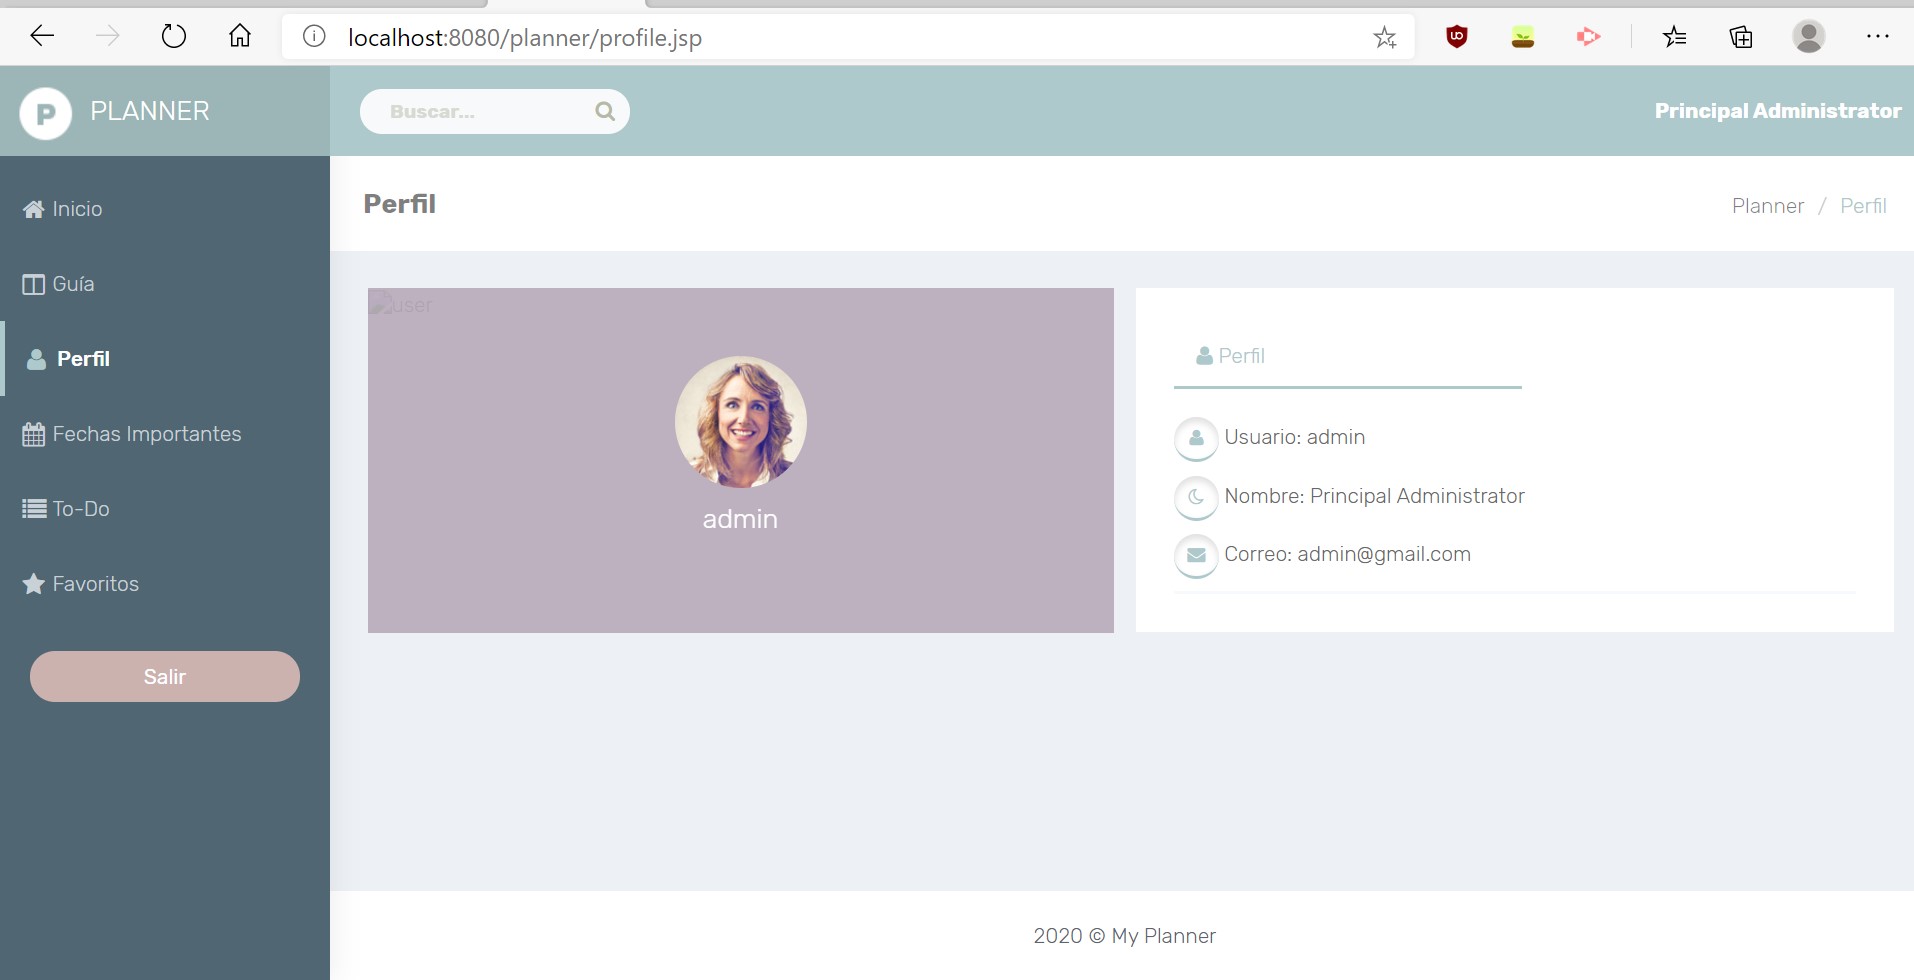 localhost:8080/planner/profile.jsp
P PLANNER
Buscar...
Principal Administrator
Inicio
Guía
Perfil
Fechas Importantes
To-Do
Favoritos
Salir
Perfil
Planner / Perfil
user
admin
Perfil
Usuario: admin
Nombre: Principal Administrator
Correo: admin@gmail.com
2020 © My Planner